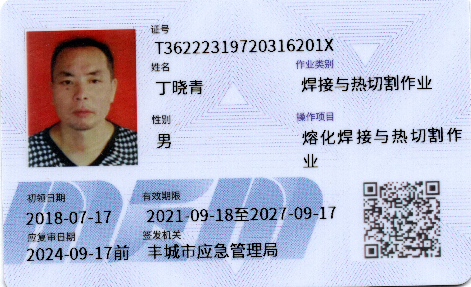 证号
T36222319720316201X
姓名 作业类别
丁晓青 焊接与热切割作业
性别 操作项目
男 熔化焊接与热切割作
业
初领日期 有效期限
2018-07-17 2021-09-18至2027-09-17
应复审日期 签发机关
2024-09-17前 丰城市应急管理局